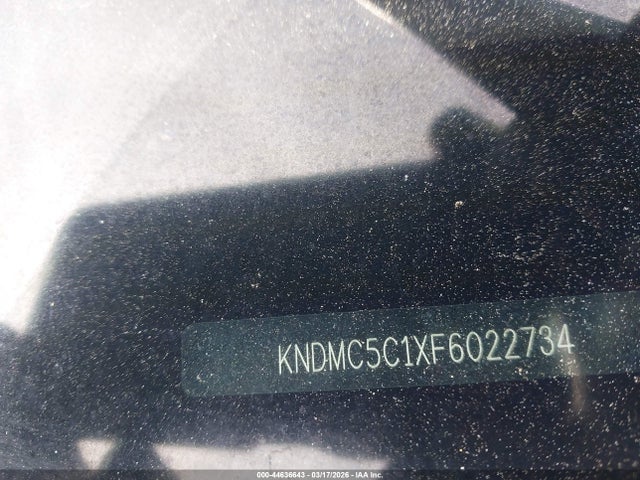 KNDMC5C1XF6022734
000-44636643 | 03/17/2026 | IAA Inc.